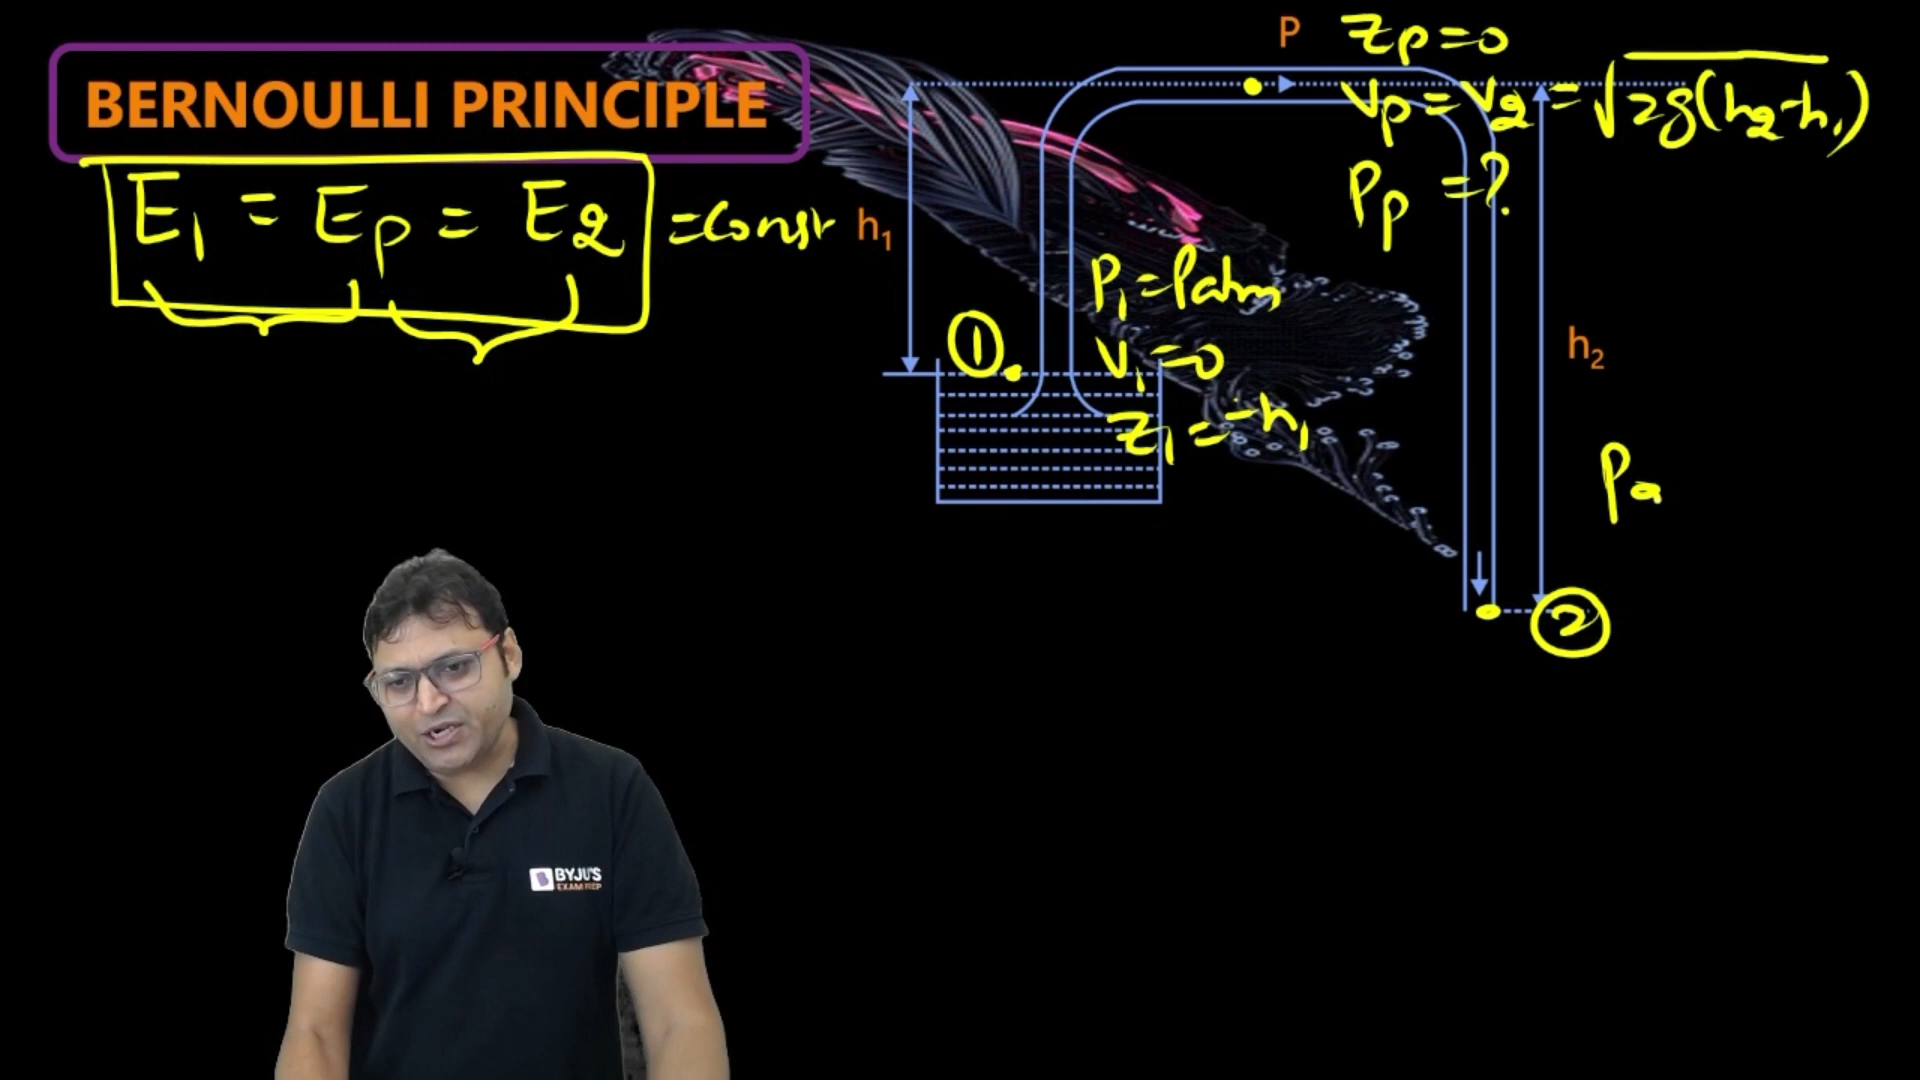 BERNOULLI PRINCIPLE
E1 = Ep = E2 = Const
P
Zp = 0
Vp = V2 = √2g(h2-h1)
Pp = ?
h1
P1 = Patm
V1 = 0
Z1 = -h1
1
h2
Pa
2
BYJU'S
EXAM PREP